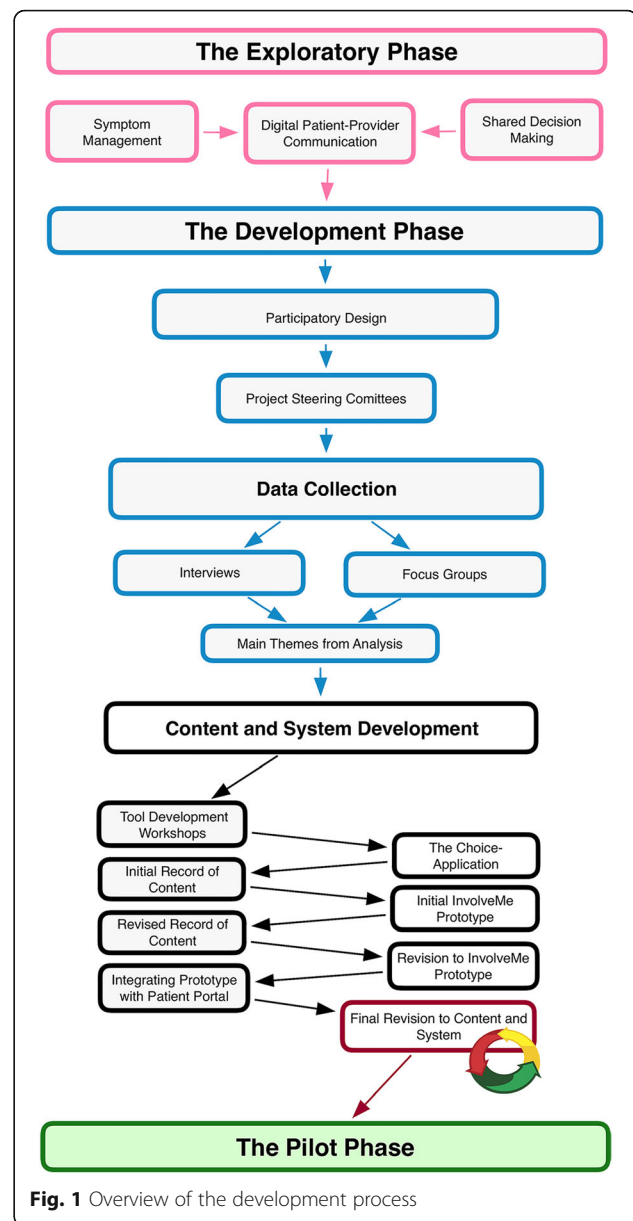 The Exploratory Phase
Symptom
Management
Digital Patient-Provider
Communication
Shared Decision
Making
The Development Phase
Participatory Design
Project Steering Comittees
Data Collection
Interviews
Focus Groups
Main Themes from Analysis
Content and System Development
Tool Development
Workshops
The Choice-
Application
Initial Record of
Content
Initial InvolveMe
Prototype
Revised Record of
Content
Revision to InvolveMe
Prototype
Integrating Prototype
with Patient Portal
Final Revision to Content and
System
The Pilot Phase
Fig. 1 Overview of the development process